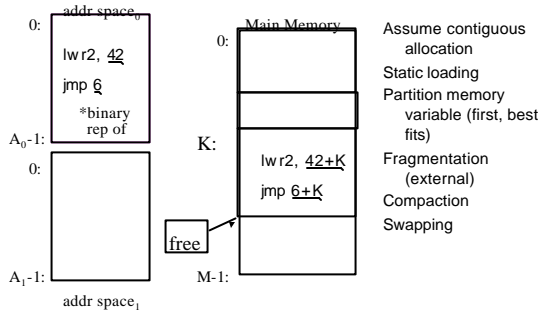 addr space₀
0:
lw r2, 42
jmp 6
*binary
rep of
A₀-1:
0:
A₁-1:
addr space₁
Main Memory
0:
K:
lw r2, 42+K
jmp 6+K
free
M-1:
Assume contiguous
allocation
Static loading
Partition memory
variable (first, best
fits)
Fragmentation
(external)
Compaction
Swapping